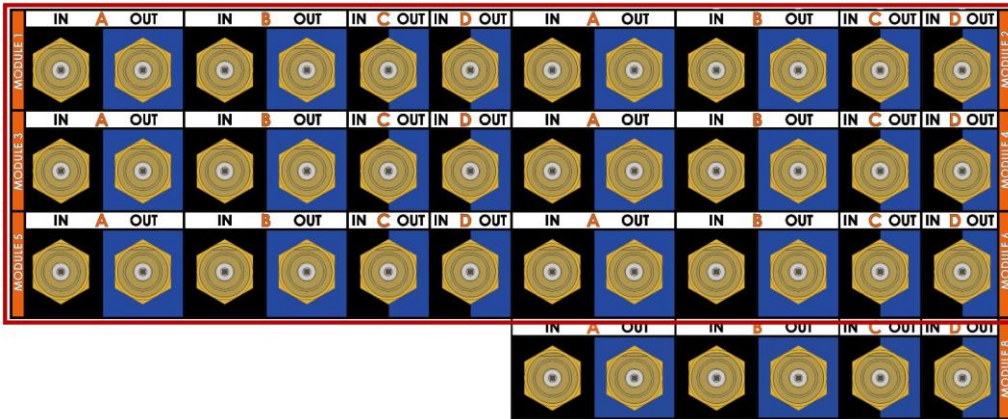 IN A OUT IN B OUT IN C OUT IN D OUT IN A OUT IN B OUT IN C OUT IN D OUT
MODULE 1
MODULE 2
IN A OUT IN B OUT IN C OUT IN D OUT IN A OUT IN B OUT IN C OUT IN D OUT
MODULE 3
MODULE 4
IN A OUT IN B OUT IN C OUT IN D OUT IN A OUT IN B OUT IN C OUT IN D OUT
MODULE 5
MODULE 6
IN A OUT IN B OUT IN C OUT IN D OUT
MODULE 8